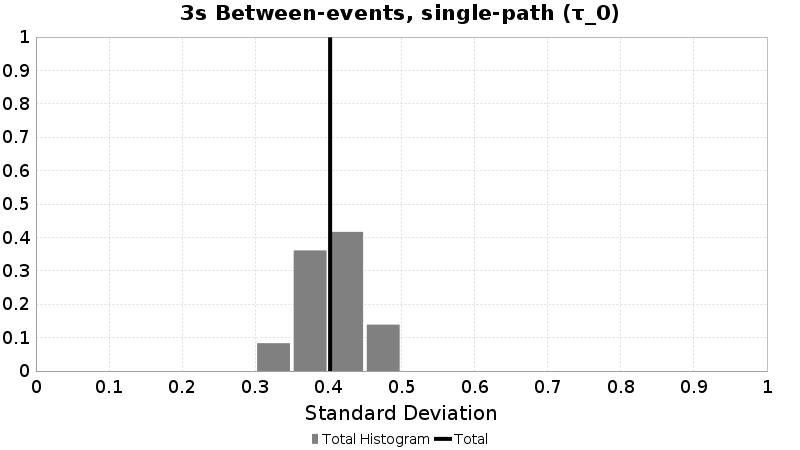 3s Between-events, single-path (τ_0)
1
0.9
0.8
0.7
0.6
0.5
0.4
0.3
0.2
0.1
0
0 0.1 0.2 0.3 0.4 0.5 0.6 0.7 0.8 0.9 1
Standard Deviation
Total Histogram Total